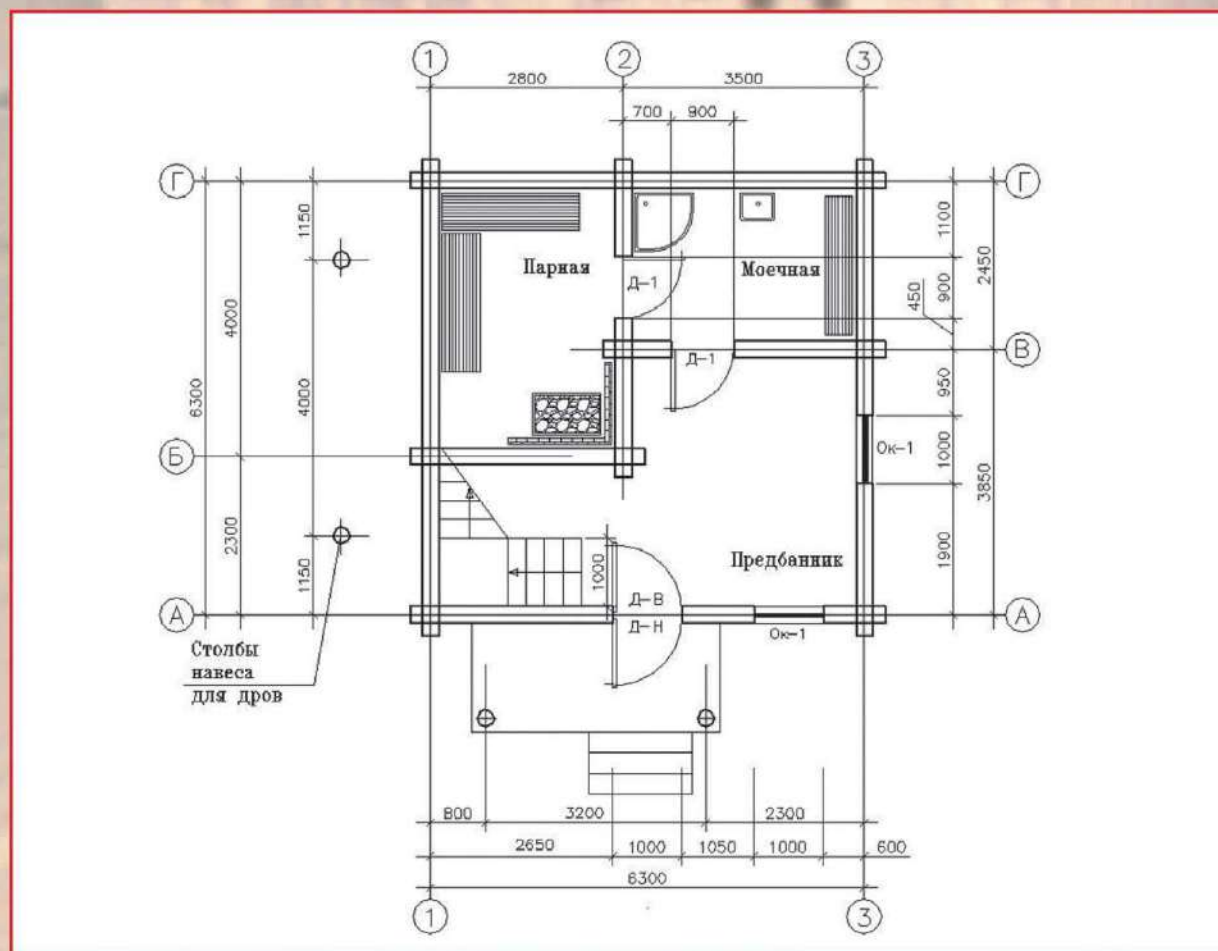 1 2 3
2800 3500
700 900
Г Г
1150 1100
Парная Моечная
Д-1
2450
900
450
4000
В
Д-1
950
6300 4000
Ок-1
1000
Б
3850
2300
1000
Предбанник
1900
1150
Д-В
А А
Д-Н
Ок-1
Столбы
навеса
для дров
800 3200 2300
2650 1000 1050 1000 600
6300
1 3